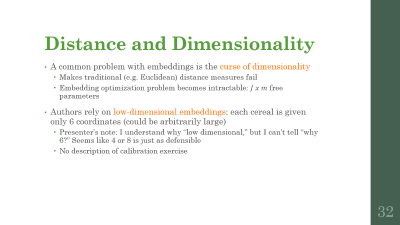 Distance and Dimensionality
• A common problem with embeddings is the curse of dimensionality
• Makes traditional (e.g. Euclidean) distance measures fail
• Embedding optimization problem becomes intractable: J x m free
parameters
• Authors rely on low-dimensional embeddings: each cereal is given
only 6 coordinates (could be arbitrarily large)
• Presenter's note: I understand why "low dimensional," but I can't tell "why
6?" Seems like 4 or 8 is just as defensible
• No description of calibration exercise
32